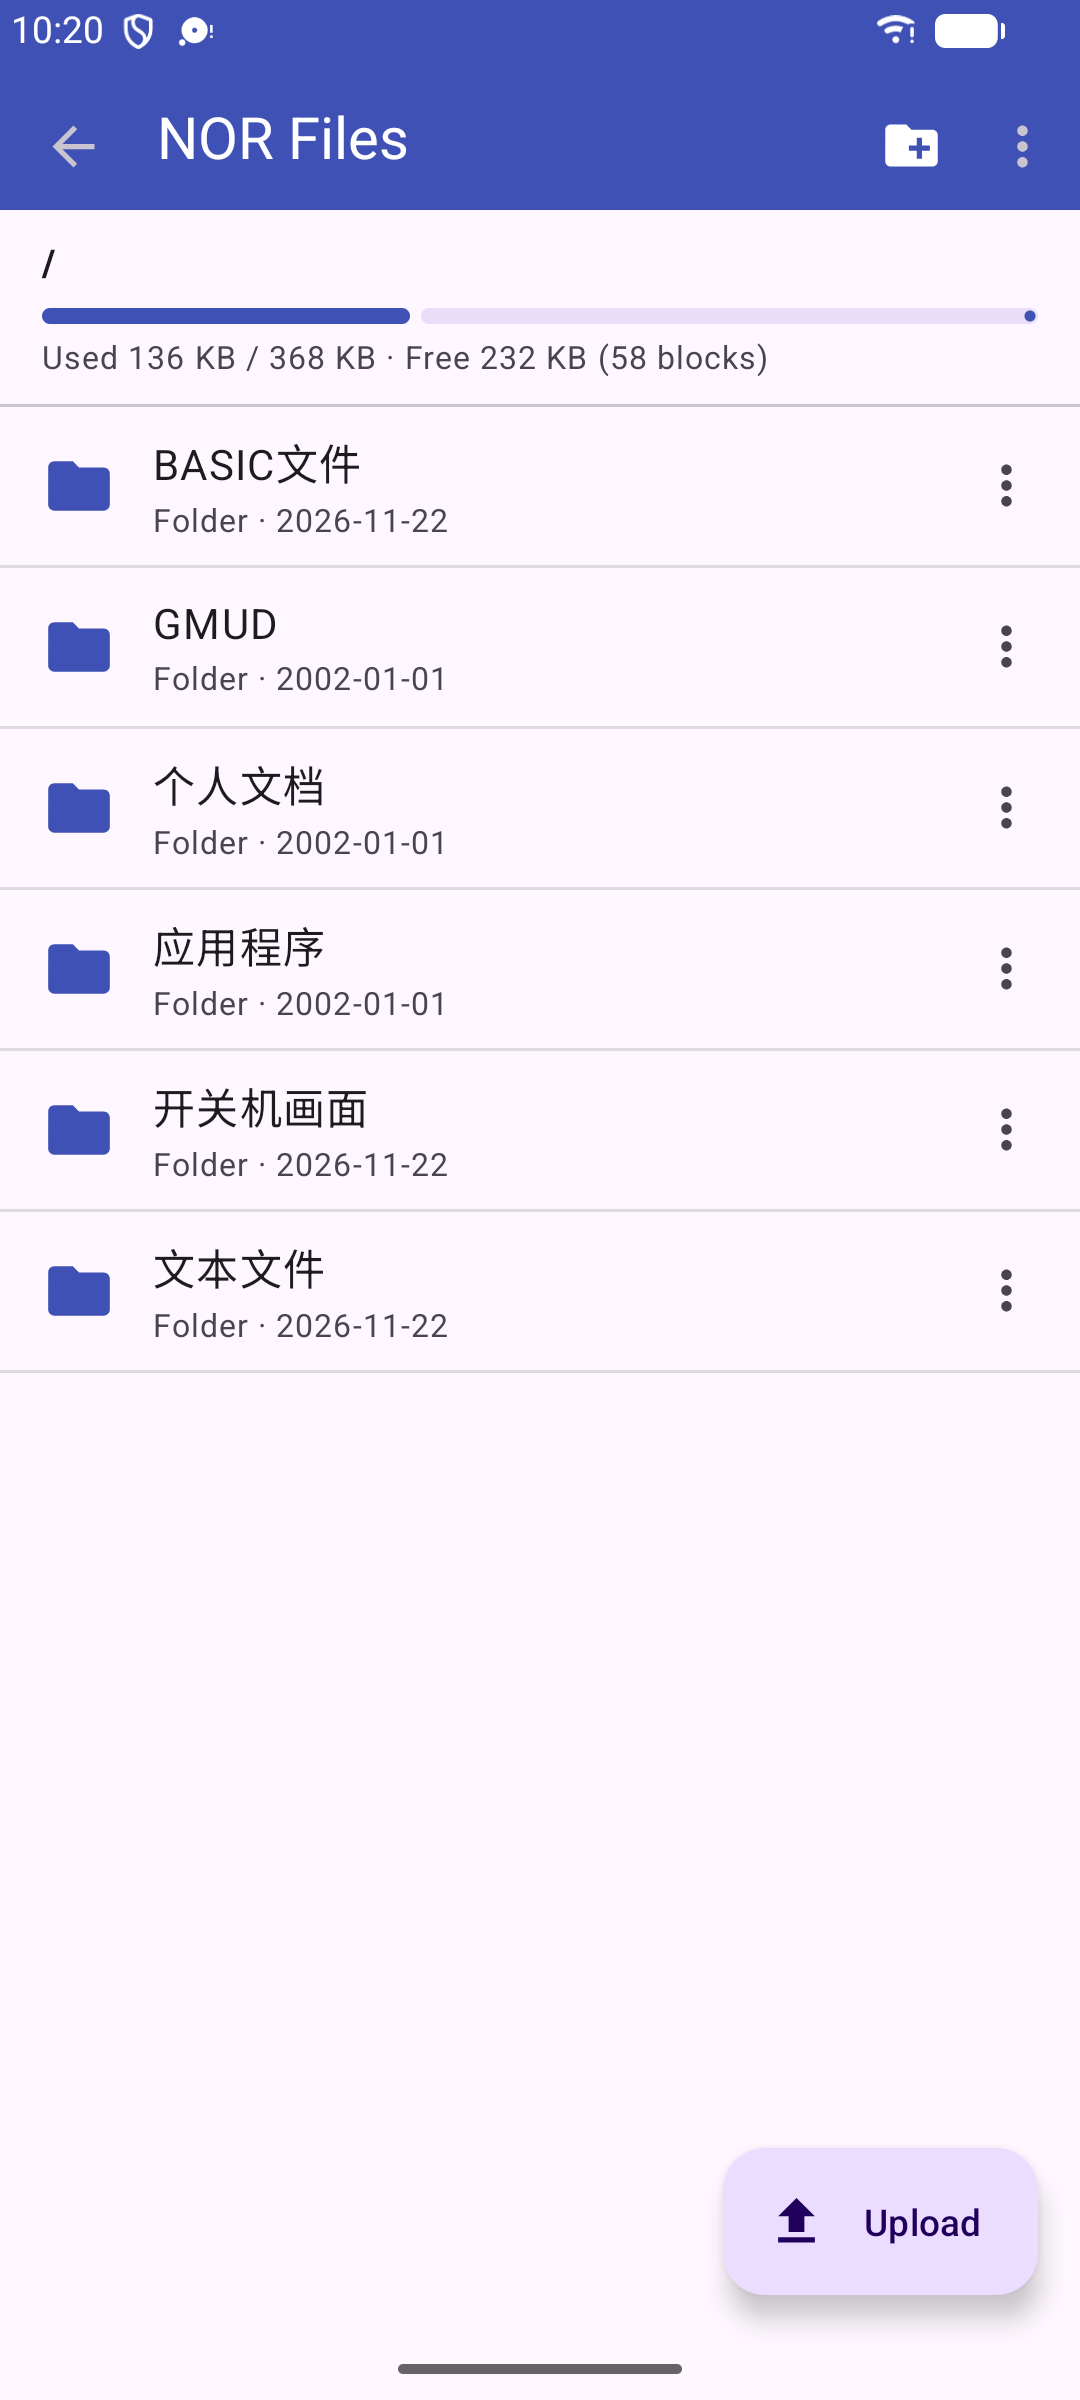 10:20
NOR Files
/
Used 136 KB / 368 KB · Free 232 KB (58 blocks)
BASIC文件
Folder · 2026-11-22
GMUD
Folder · 2002-01-01
个人文档
Folder · 2002-01-01
应用程序
Folder · 2002-01-01
开关机画面
Folder · 2026-11-22
文本文件
Folder · 2026-11-22
Upload